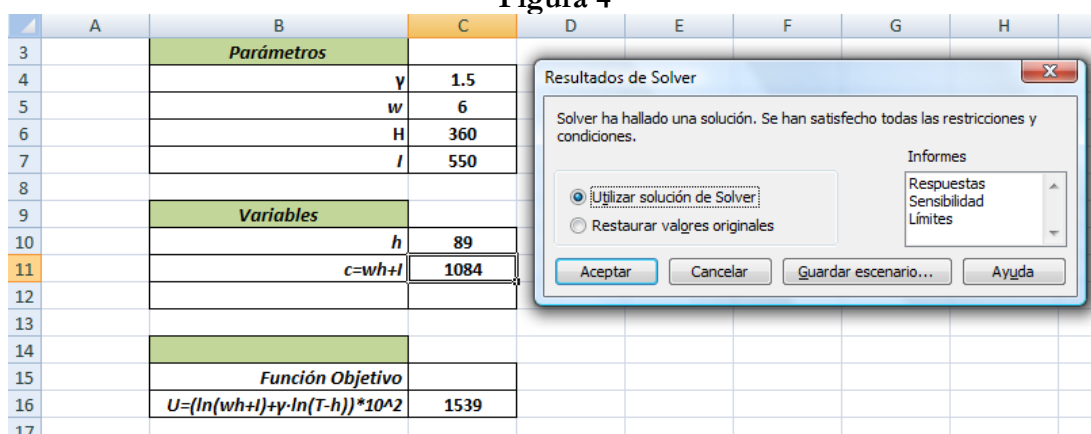 Figura 4
A B C D E F G H
3 Parámetros
4 γ 1.5
5 w 6
6 H 360
7 I 550
8
9 Variables
10 h 89
11 c=wh+I 1084
12
13
14
15 Función Objetivo
16 U=(ln(wh+I)+γ·ln(T-h))*10^2 1539
17
Resultados de Solver
Solver ha hallado una solución. Se han satisfecho todas las restricciones y
condiciones.
Informes
Utilizar solución de Solver
Restaurar valores originales
Respuestas
Sensibilidad
Límites
Aceptar Cancelar Guardar escenario... Ayuda